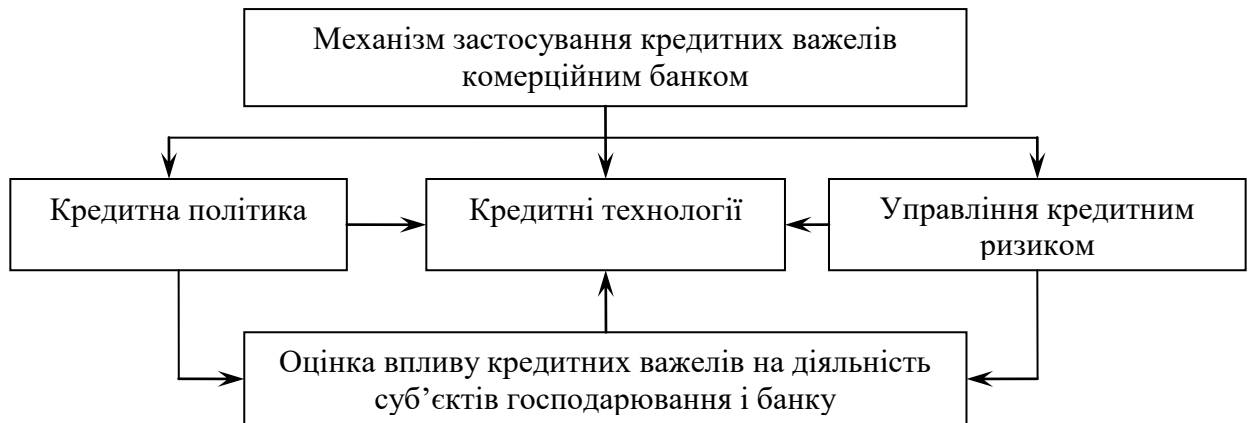 Механізм застосування кредитних важелів
комерційним банком
Кредитна політика
Кредитні технології
Управління кредитним
ризиком
Оцінка впливу кредитних важелів на діяльність
суб’єктів господарювання і банку